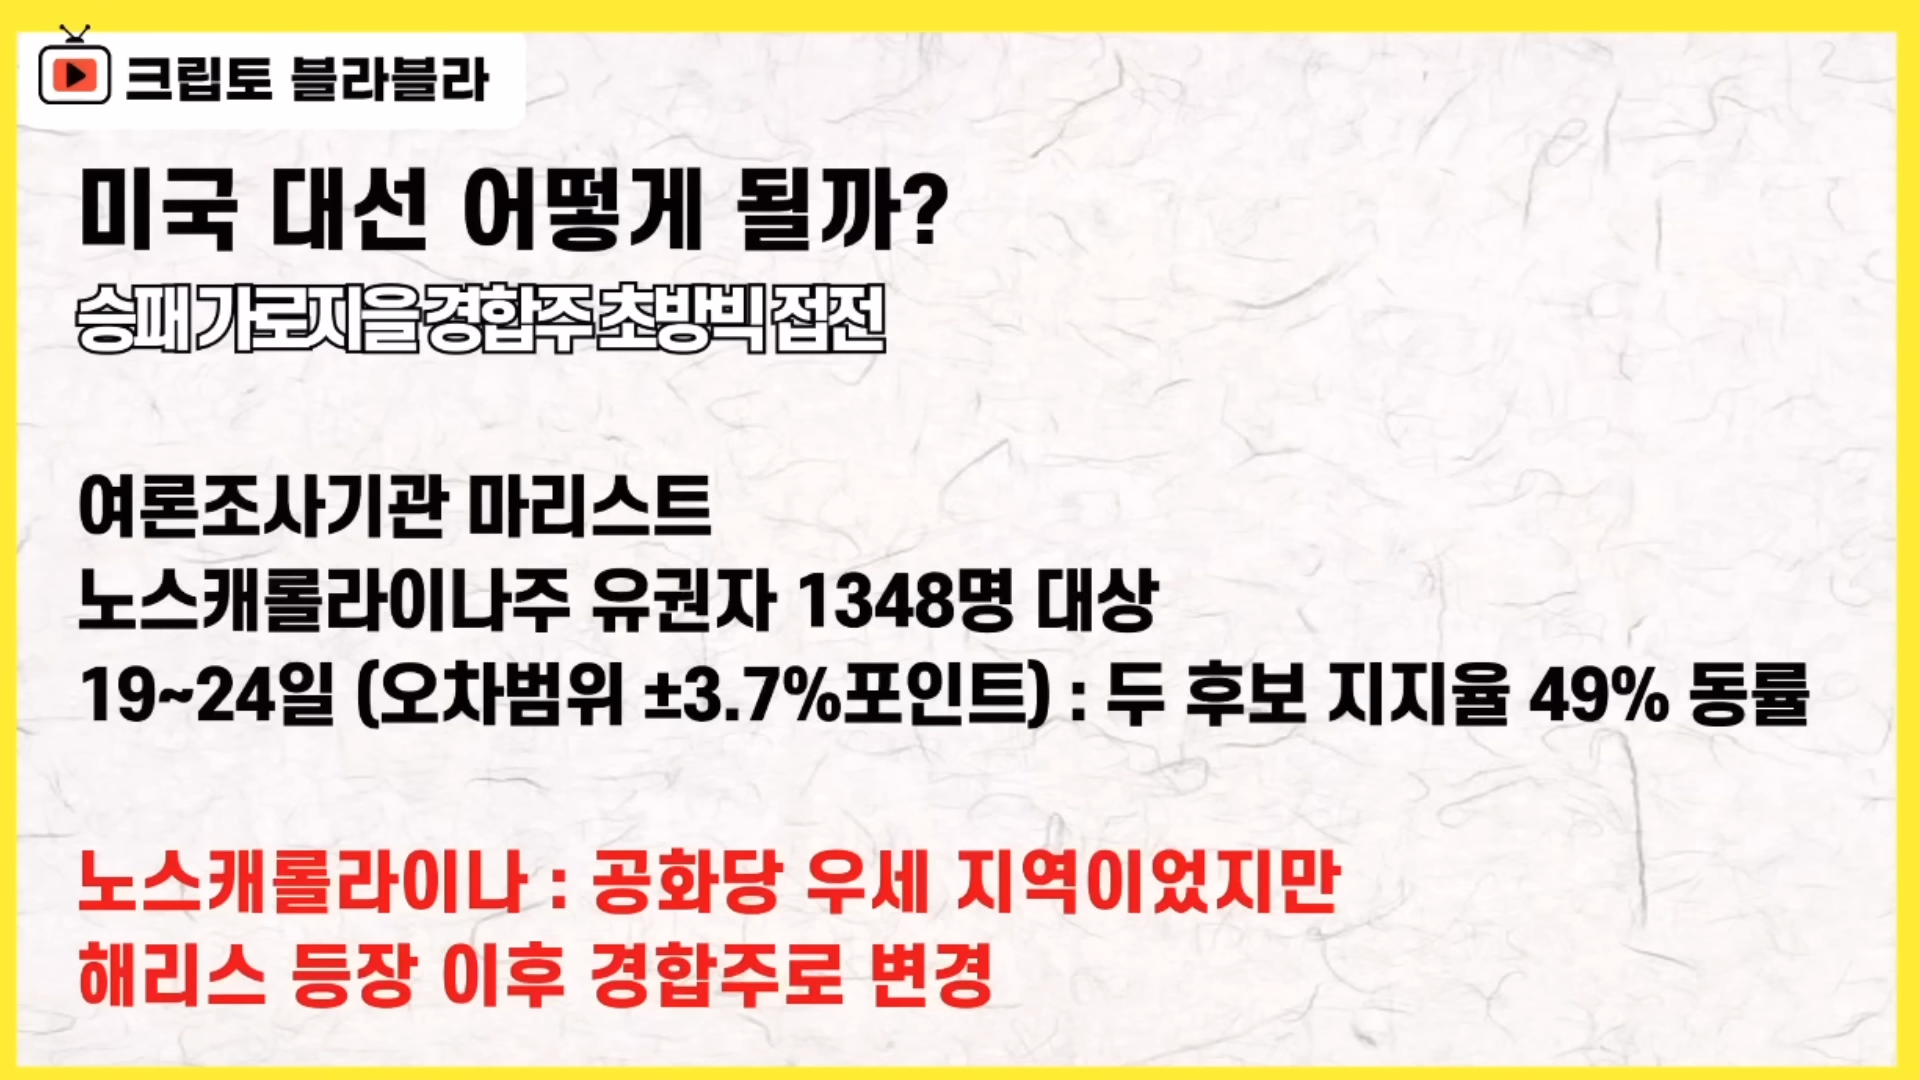 크립토 블라블라
미국 대선 어떻게 될까?
승패 가로지을 경합주 초방빅 접전
여론조사기관 마리스트
노스캐롤라이나주 유권자 1348명 대상
19~24일 (오차범위 ±3.7%포인트) : 두 후보 지지율 49% 동률
노스캐롤라이나 : 공화당 우세 지역이었지만
해리스 등장 이후 경합주로 변경